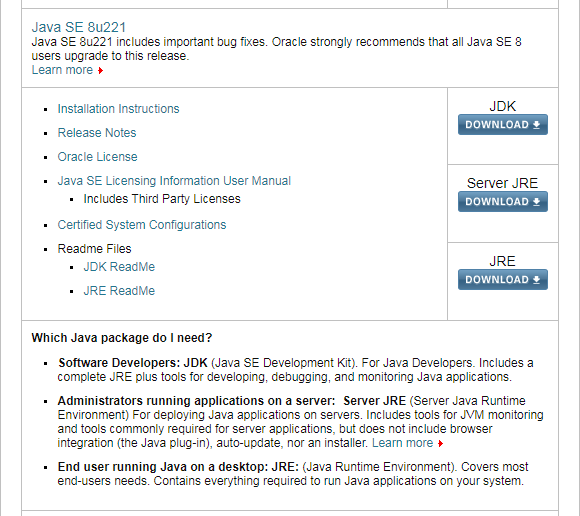 Java SE 8u221
Java SE 8u221 includes important bug fixes. Oracle strongly recommends that all Java SE 8
users upgrade to this release.
Learn more
Installation Instructions
Release Notes
Oracle License
Java SE Licensing Information User Manual
Includes Third Party Licenses
Certified System Configurations
Readme Files
JDK ReadMe
JRE ReadMe
JDK
DOWNLOAD
Server JRE
DOWNLOAD
JRE
DOWNLOAD
Which Java package do I need?
Software Developers: JDK (Java SE Development Kit). For Java Developers. Includes a
complete JRE plus tools for developing, debugging, and monitoring Java applications.
Administrators running applications on a server: Server JRE (Server Java Runtime
Environment) For deploying Java applications on servers. Includes tools for JVM monitoring
and tools commonly required for server applications, but does not include browser
integration (the Java plug-in), auto-update, nor an installer. Learn more
End user running Java on a desktop: JRE: (Java Runtime Environment). Covers most
end-users needs. Contains everything required to run Java applications on your system.